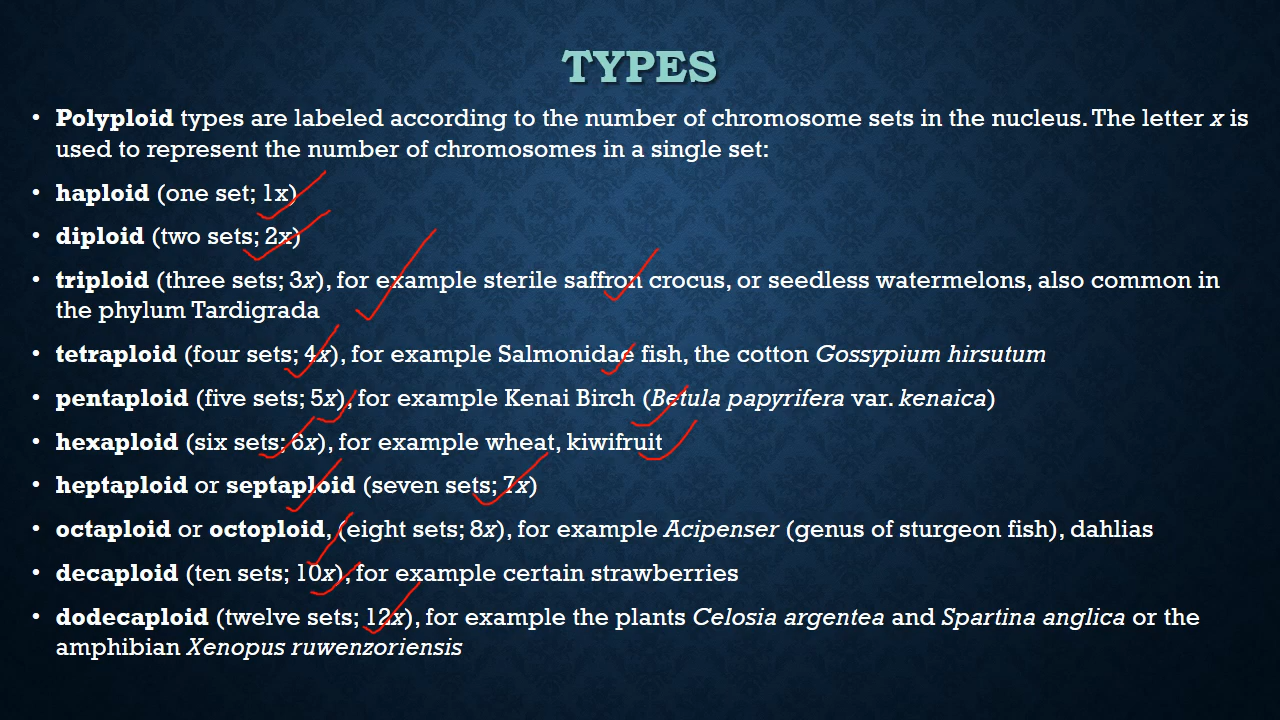 TYPES
• Polyploid types are labeled according to the number of chromosome sets in the nucleus. The letter x is
used to represent the number of chromosomes in a single set:
• haploid (one set; 1x)
• diploid (two sets; 2x)
• triploid (three sets; 3x), for example sterile saffron crocus, or seedless watermelons, also common in
the phylum Tardigrada
• tetraploid (four sets; 4x), for example Salmonidae fish, the cotton Gossypium hirsutum
• pentaploid (five sets; 5x), for example Kenai Birch (Betula papyrifera var. kenaica)
• hexaploid (six sets; 6x), for example wheat, kiwifruit
• heptaploid or septaploid (seven sets; 7x)
• octaploid or octoploid, (eight sets; 8x), for example Acipenser (genus of sturgeon fish), dahlias
• decaploid (ten sets; 10x), for example certain strawberries
• dodecaploid (twelve sets; 12x), for example the plants Celosia argentea and Spartina anglica or the
amphibian Xenopus ruwenzoriensis